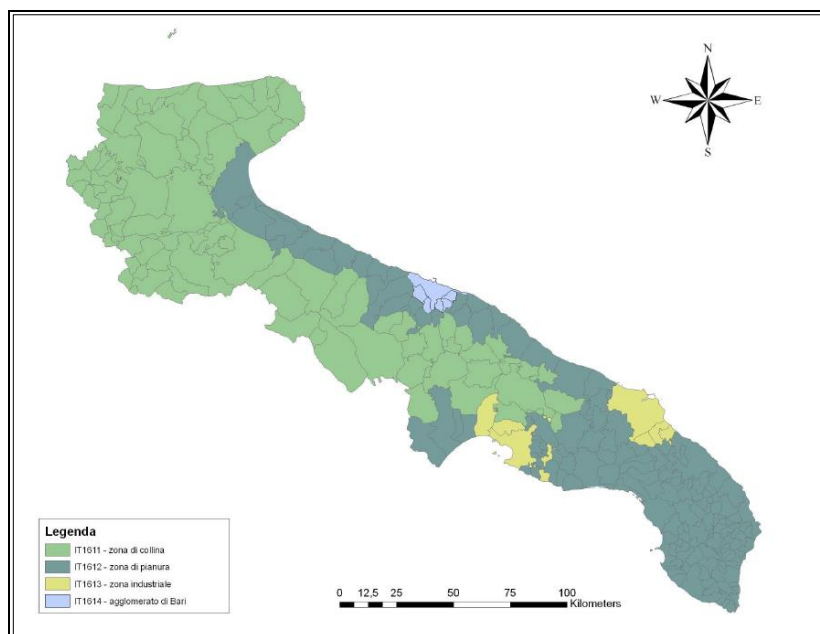 N
W E
S
Legenda
IT1611 - zona di collina
IT1612 - zona di pianura
IT1613 - zona industriale
IT1614 - agglomerato di Bari
0 12,5 25 50 75 100
Kilometers